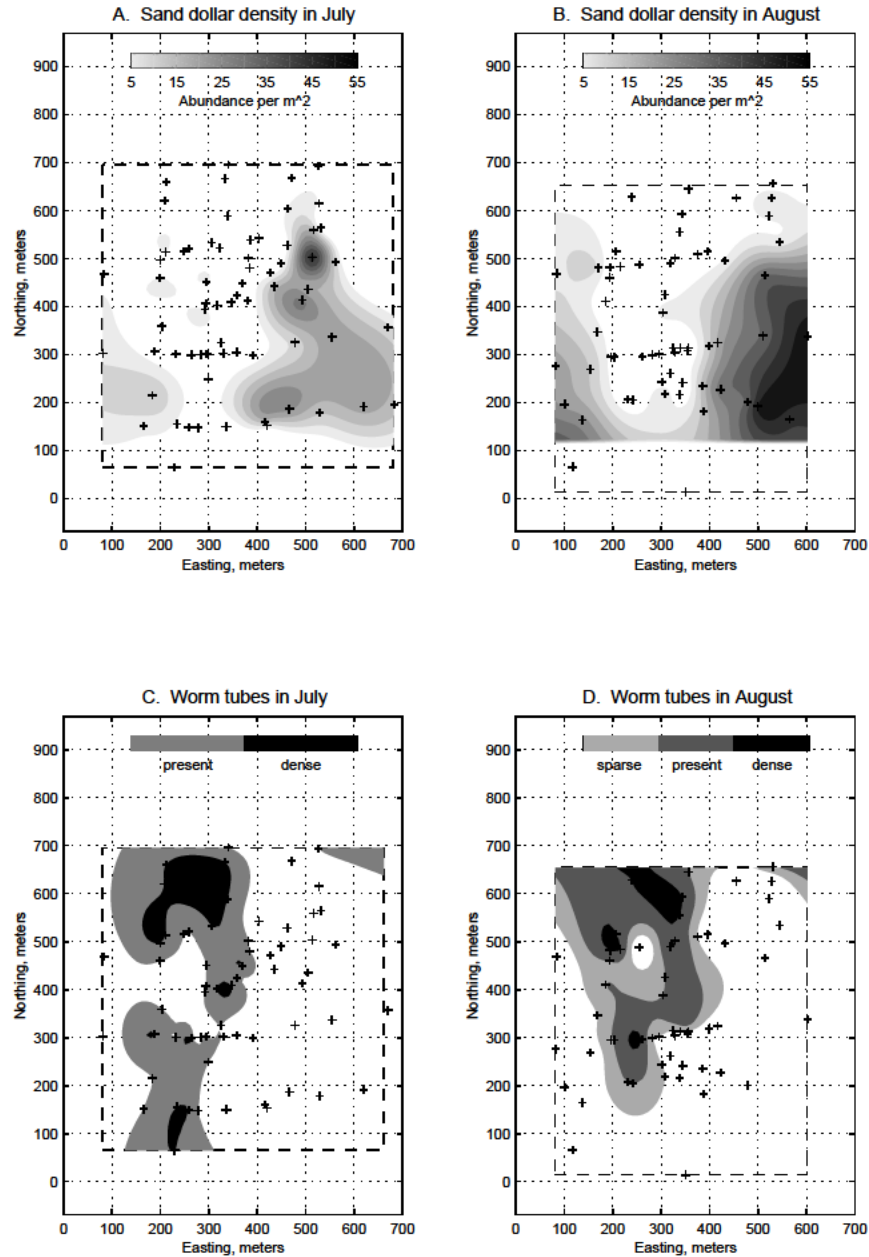 A. Sand dollar density in July
B. Sand dollar density in August
5 15 25 35 45 55
Abundance per m^2
5 15 25 35 45 55
Abundance per m^2
900
800
700
600
500
400
300
200
100
0
Northing, meters
0 100 200 300 400 500 600 700
Easting, meters
900
800
700
600
500
400
300
200
100
0
Northing, meters
0 100 200 300 400 500 600 700
Easting, meters
C. Worm tubes in July
D. Worm tubes in August
present dense
sparse present dense
900
800
700
600
500
400
300
200
100
0
Northing, meters
0 100 200 300 400 500 600 700
Easting, meters
900
800
700
600
500
400
300
200
100
0
Northing, meters
0 100 200 300 400 500 600 700
Easting, meters